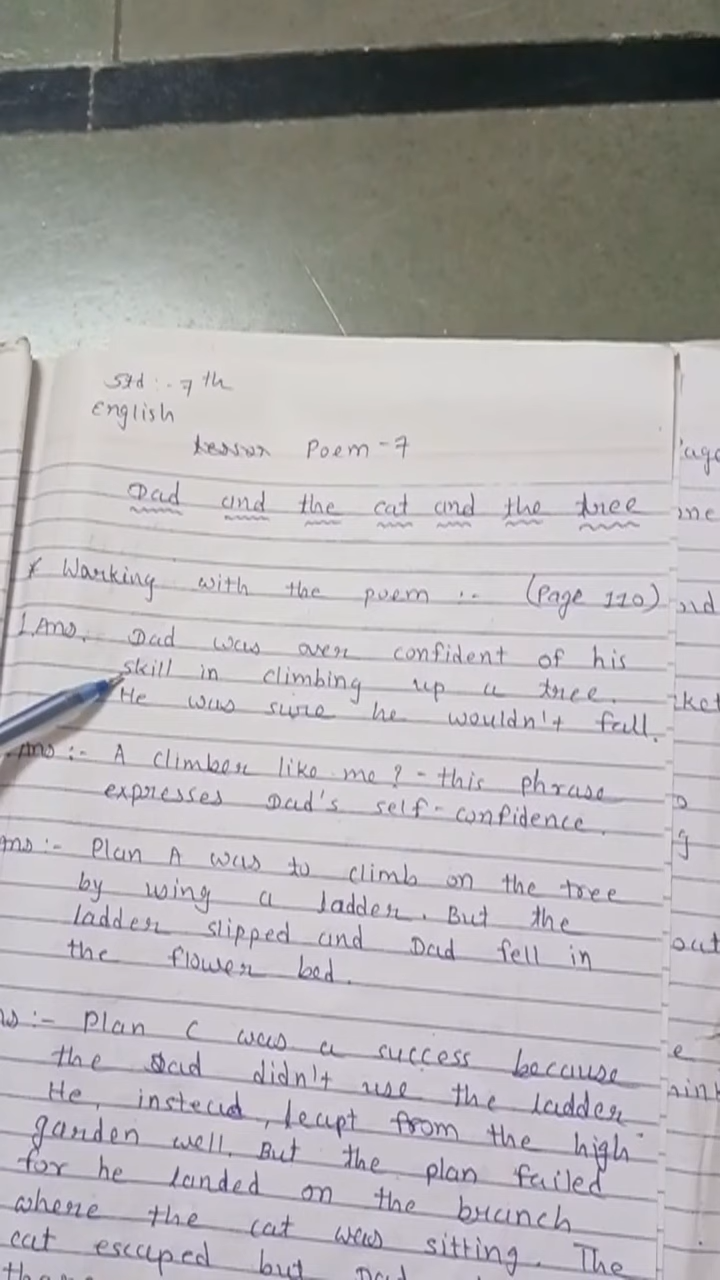 Std :- 7th
English
Lesson Poem - 7
Dad and the cat and the tree
* Warking with the poem :- (Page 110)
1.Ans. Dad was over confident of his
skill in climbing up a tree.
He was sure he wouldn't fall.
Ans :- A climber like me? - this phrase
expresses Dad's self-confidence.
Ans :- Plan A was to climb on the tree
by using a ladder. But the
ladder slipped and Dad fell in
the flower bed.
:- Plan C was a success because
the Dad didn't use the ladder.
He, instead, leapt from the high
garden well. But the plan failed
for he landed on the branch
where the cat was sitting. The
cat escaped but Dad